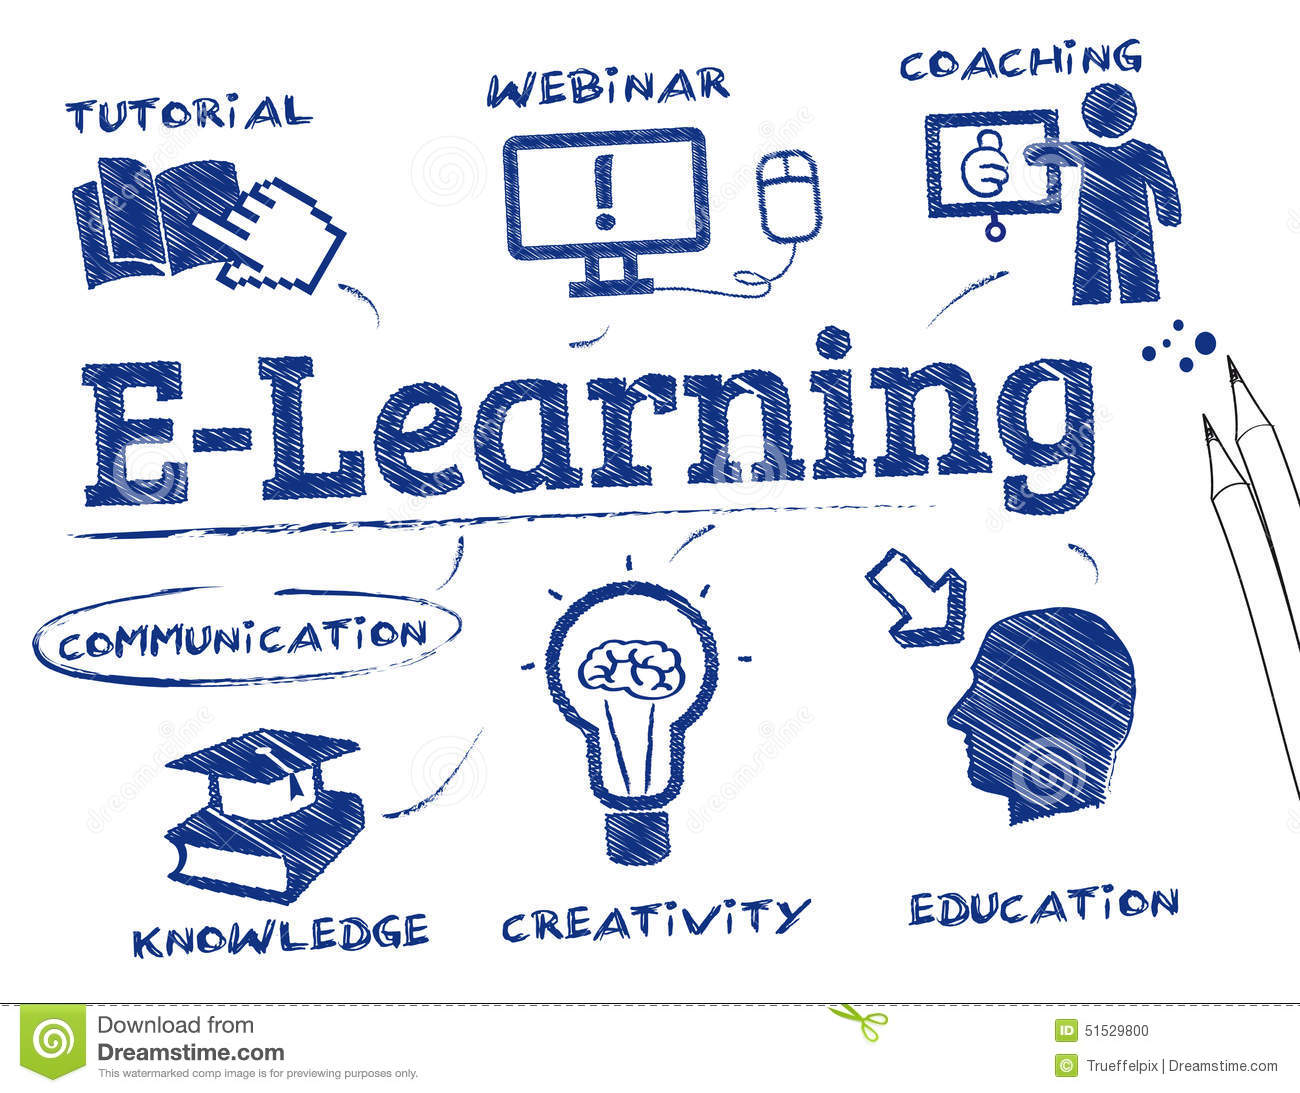 TUTORiAL
WEBiNAR
COACHiNG
E-Learning
COMMUNiCATiON
KNOWLEDGE
CREATiViTY
EDUCATiON
Download from
Dreamstime.com
This watermarked comp image is for previewing purposes only.
ID 51529800
© Trueffelpix | Dreamstime.com
dreamstime